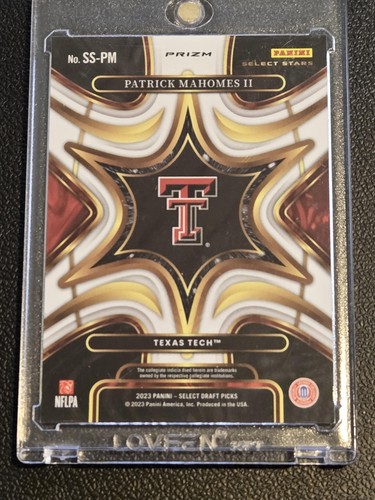 No. SS-PM
PRIZM
PANINI
SELECT STARS
PATRICK MAHOMES II
TT
®
TEXAS TECH™
The collegiate indicia used herein are trademarks
owned by the respective collegiate institutions.
NFLPA
2023 PANINI – SELECT DRAFT PICKS
© 2023 Panini America, Inc. Produced in the USA.